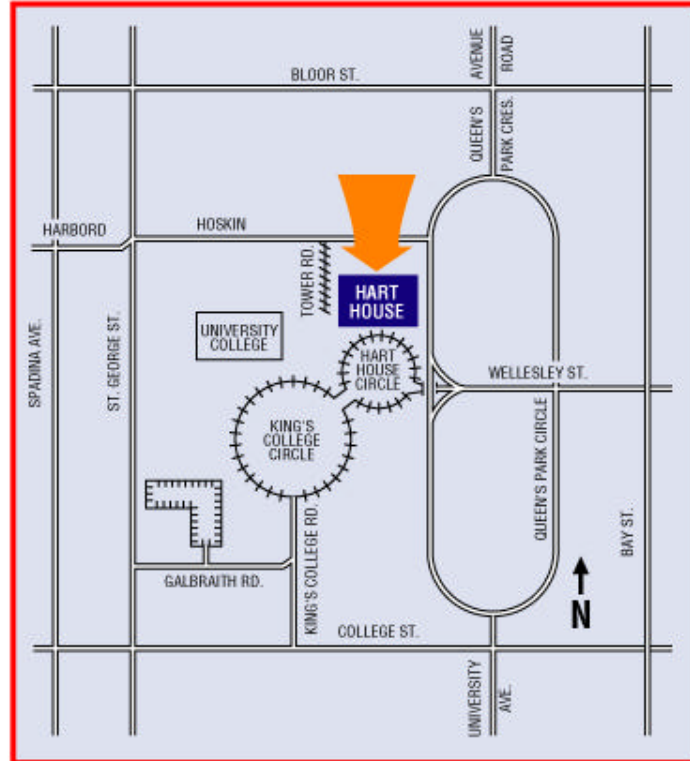 AVENUE
ROAD
BLOOR ST.
QUEEN'S
PARK CRES.
HARBORD
HOSKIN
TOWER RD.
HART
HOUSE
UNIVERSITY
COLLEGE
HART
HOUSE
CIRCLE
WELLESLEY ST.
SPADINA AVE.
ST. GEORGE ST.
KING'S
COLLEGE
CIRCLE
QUEEN'S PARK CIRCLE
BAY ST.
KING'S COLLEGE RD.
GALBRAITH RD.
N
COLLEGE ST.
UNIVERSITY
AVE.